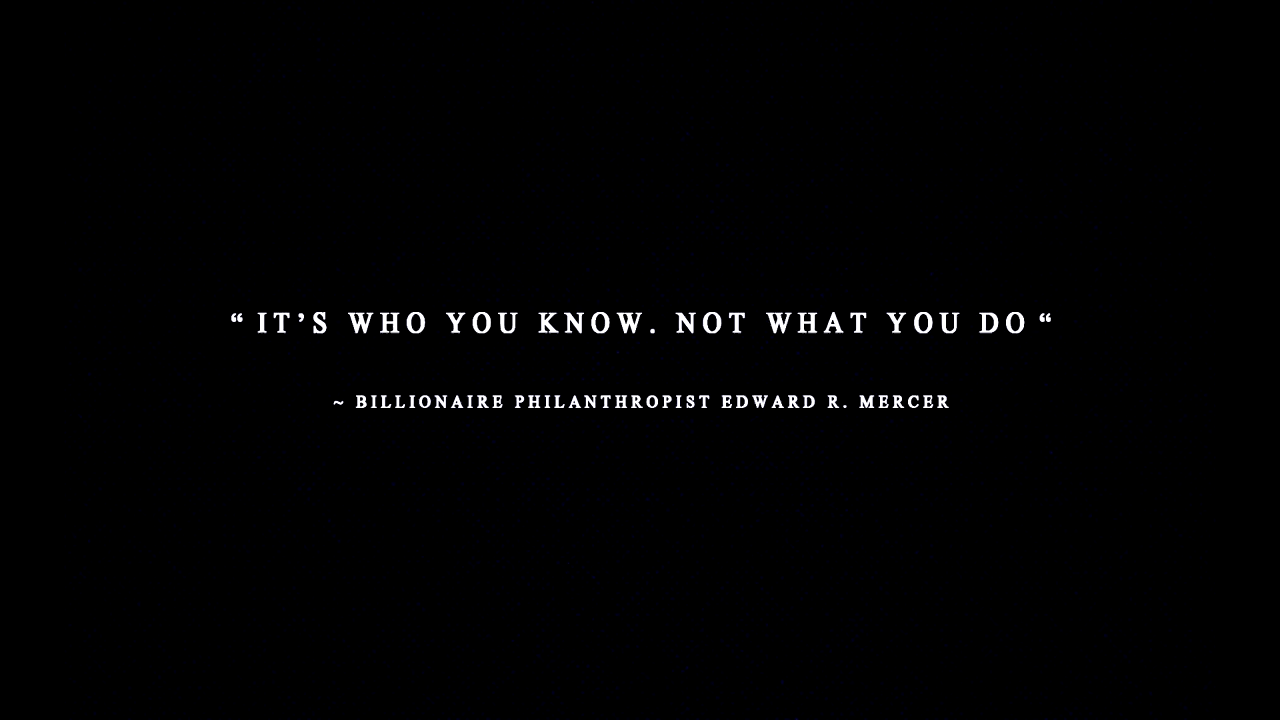 “ IT’S WHO YOU KNOW. NOT WHAT YOU DO “
~ BILLIONAIRE PHILANTHROPIST EDWARD R. MERCER